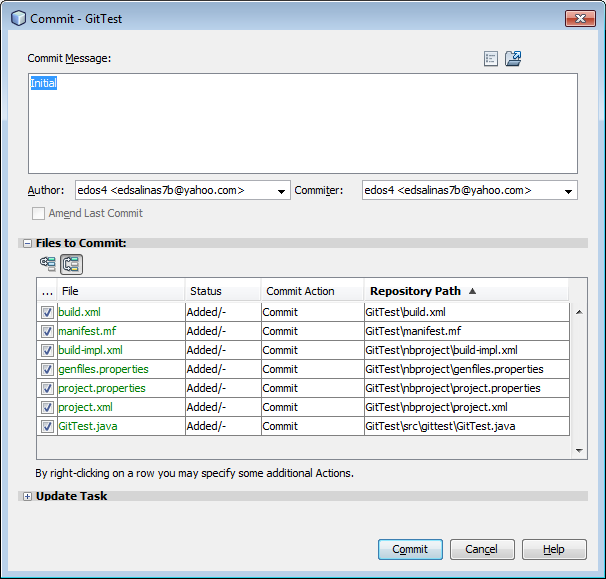 Commit - GitTest
Commit Message:
Initial
Author: edos4 <edsalinas7b@yahoo.com> Commiter: edos4 <edsalinas7b@yahoo.com>
Amend Last Commit
Files to Commit:
... File Status Commit Action Repository Path
build.xml Added/- Commit GitTest\build.xml
manifest.mf Added/- Commit GitTest\manifest.mf
build-impl.xml Added/- Commit GitTest\nbproject\build-impl.xml
genfiles.properties Added/- Commit GitTest\nbproject\genfiles.properties
project.properties Added/- Commit GitTest\nbproject\project.properties
project.xml Added/- Commit GitTest\nbproject\project.xml
GitTest.java Added/- Commit GitTest\src\gittest\GitTest.java
By right-clicking on a row you may specify some additional Actions.
Update Task
Commit Cancel Help